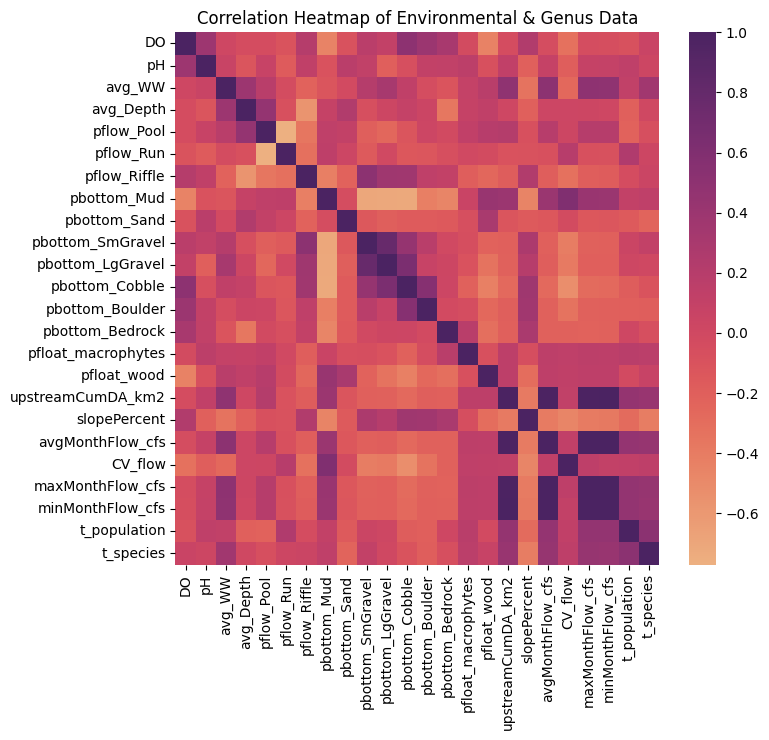 Correlation Heatmap of Environmental & Genus Data
DO
pH
avg_WW
avg_Depth
pflow_Pool
pflow_Run
pflow_Riffle
pbottom_Mud
pbottom_Sand
pbottom_SmGravel
pbottom_LgGravel
pbottom_Cobble
pbottom_Boulder
pbottom_Bedrock
pfloat_macrophytes
pfloat_wood
upstreamCumDA_km2
slopePercent
avgMonthFlow_cfs
CV_flow
maxMonthFlow_cfs
minMonthFlow_cfs
t_population
t_species
DO
pH
avg_WW
avg_Depth
pflow_Pool
pflow_Run
pflow_Riffle
pbottom_Mud
pbottom_Sand
pbottom_SmGravel
pbottom_LgGravel
pbottom_Cobble
pbottom_Boulder
pbottom_Bedrock
pfloat_macrophytes
pfloat_wood
upstreamCumDA_km2
slopePercent
avgMonthFlow_cfs
CV_flow
maxMonthFlow_cfs
minMonthFlow_cfs
t_population
t_species
1.0
0.8
0.6
0.4
0.2
0.0
−0.2
−0.4
−0.6